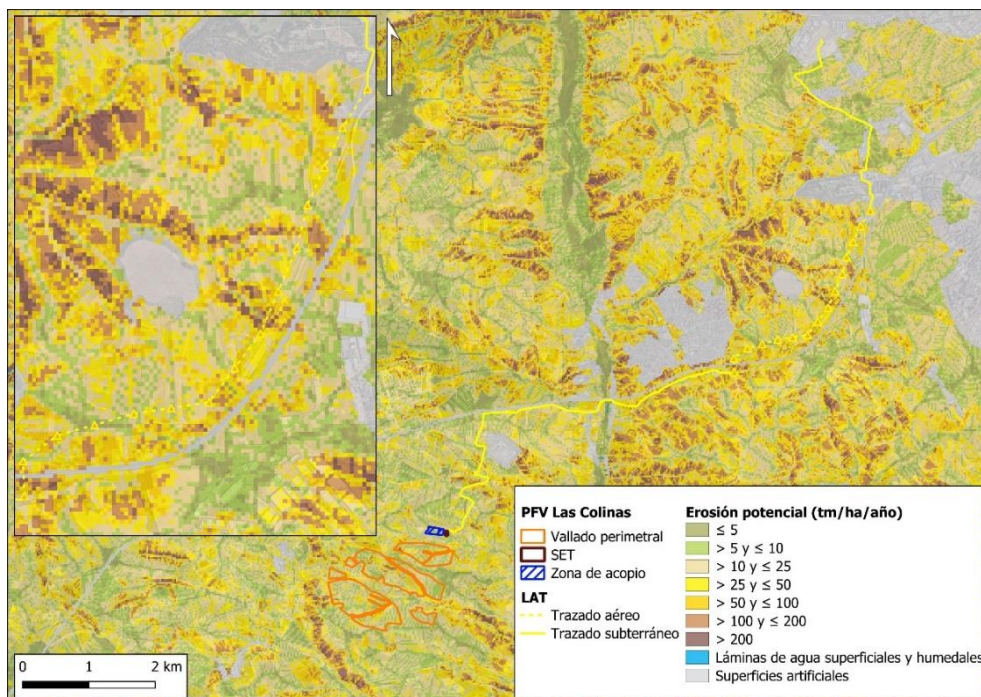 PFV Las Colinas
Vallado perimetral
SET
Zona de acopio
LAT
Trazado aéreo
Trazado subterráneo
Erosión potencial (tm/ha/año)
≤ 5
> 5 y ≤ 10
> 10 y ≤ 25
> 25 y ≤ 50
> 50 y ≤ 100
> 100 y ≤ 200
> 200
Láminas de agua superficiales y humedales
Superficies artificiales
0 1 2 km